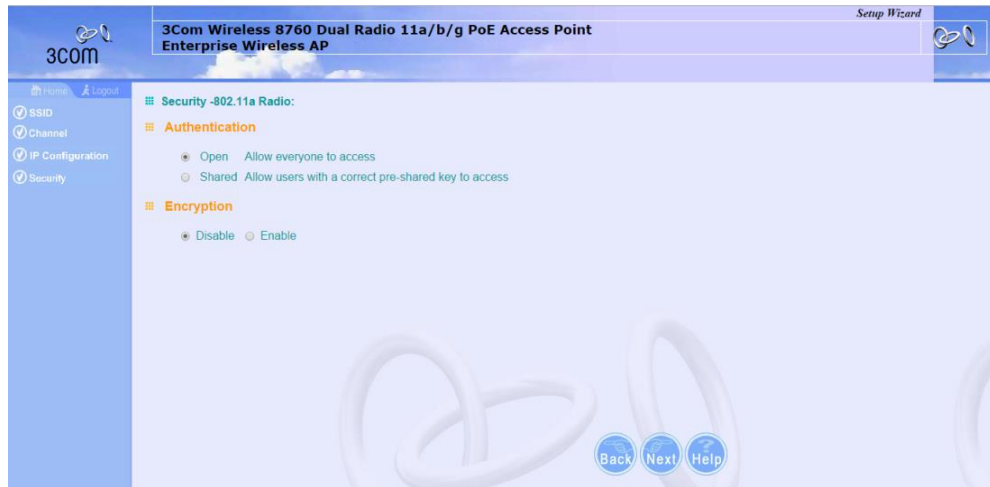 Setup Wizard
3Com Wireless 8760 Dual Radio 11a/b/g PoE Access Point
Enterprise Wireless AP
3COM
Home Logout
SSID
Channel
IP Configuration
Security
Security -802.11a Radio:
Authentication
Open Allow everyone to access
Shared Allow users with a correct pre-shared key to access
Encryption
Disable Enable
Back Next Help